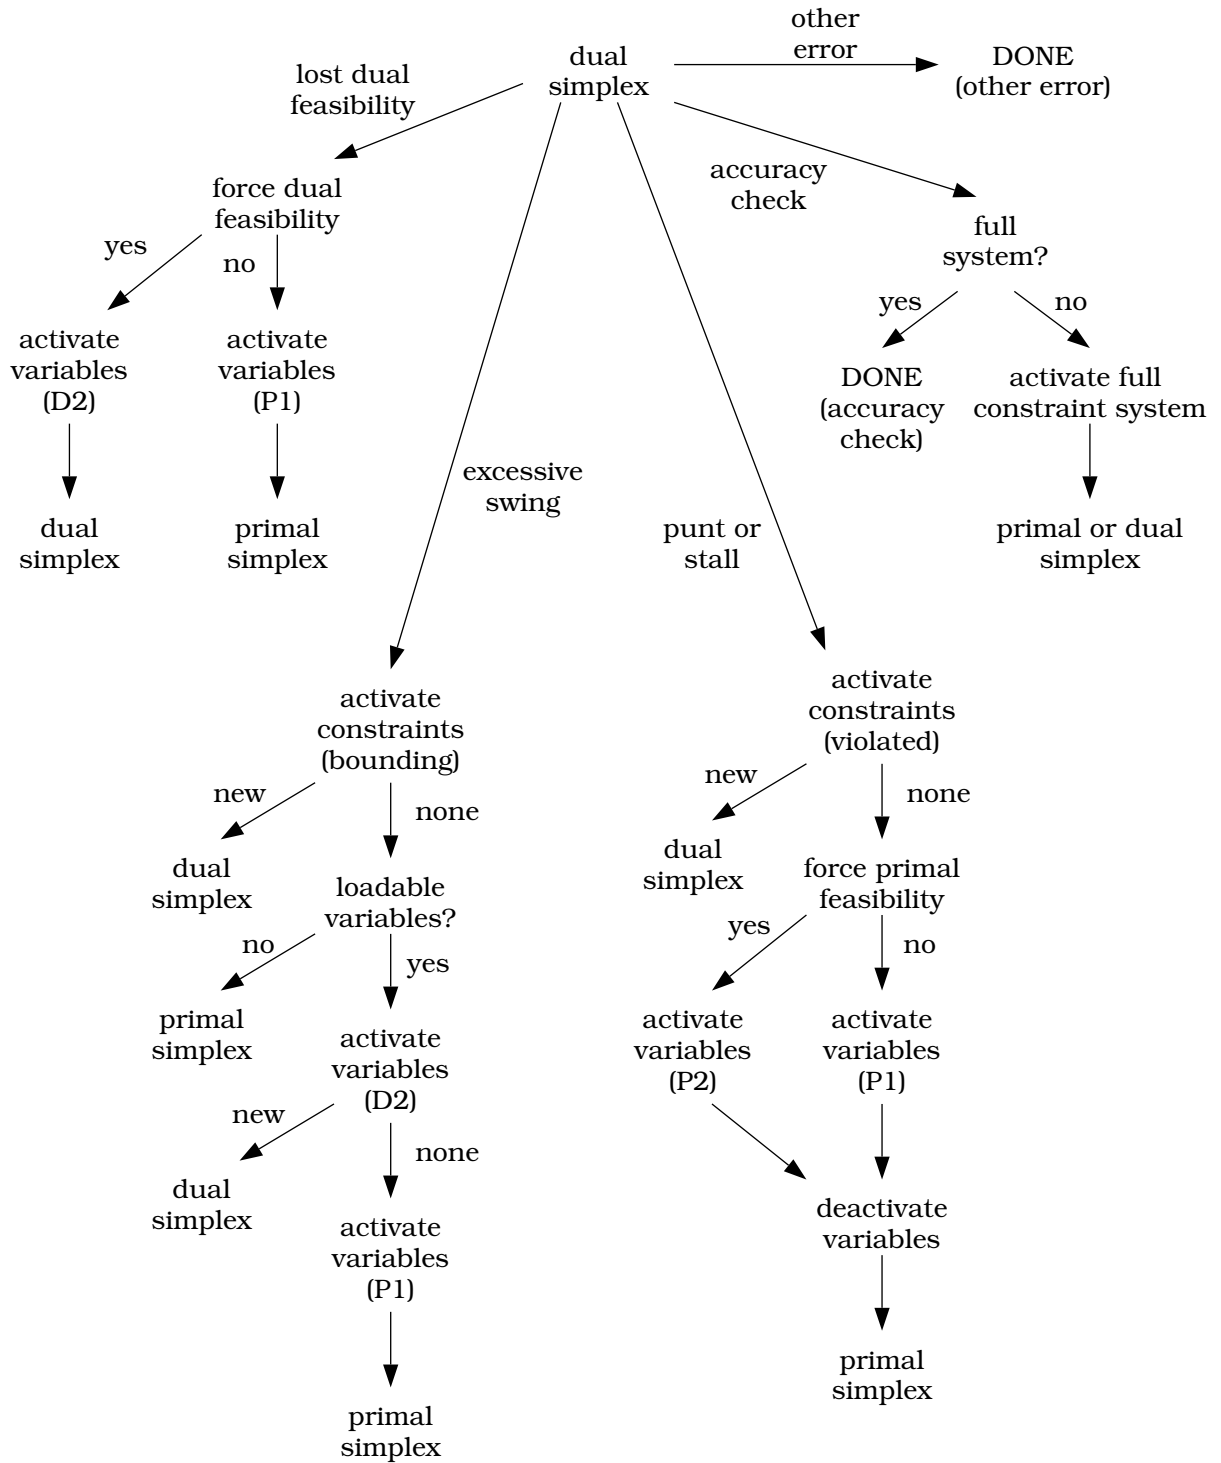 other
error
dual
simplex
DONE
(other error)
lost dual
feasibility
accuracy
check
force dual
feasibility
full
system?
yes
no
yes
no
activate
variables
(D2)
activate
variables
(P1)
DONE
(accuracy
check)
activate full
constraint system
excessive
swing
punt or
stall
dual
simplex
primal
simplex
primal or dual
simplex
activate
constraints
(bounding)
activate
constraints
(violated)
new
none
new
none
dual
simplex
loadable
variables?
dual
simplex
force primal
feasibility
no
yes
yes
no
primal
simplex
activate
variables
(D2)
activate
variables
(P2)
activate
variables
(P1)
new
none
dual
simplex
activate
variables
(P1)
deactivate
variables
primal
simplex
primal
simplex